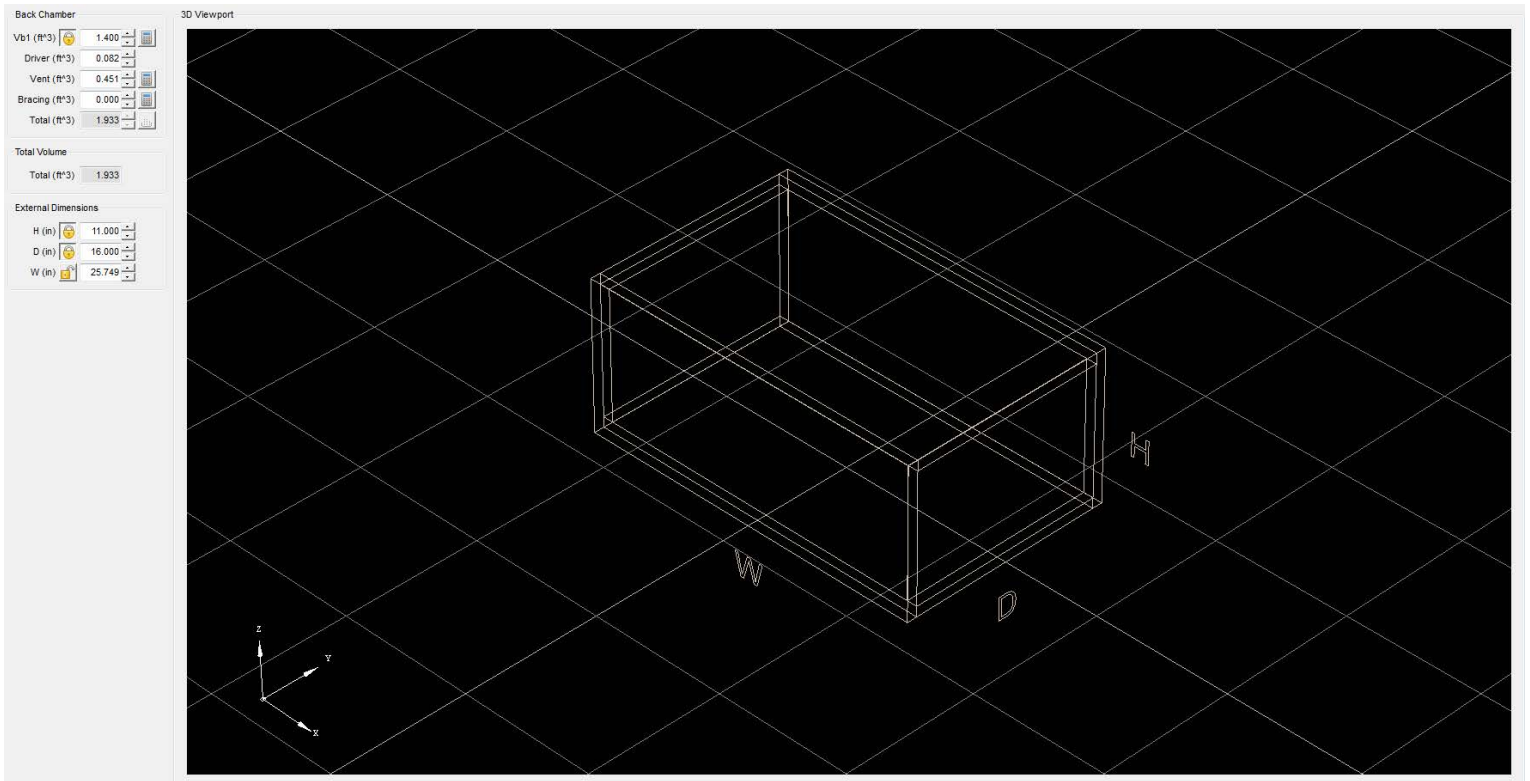 Back Chamber
Vb1 (ft^3) 1.400
Driver (ft^3) 0.082
Vent (ft^3) 0.451
Bracing (ft^3) 0.000
Total (ft^3) 1.933
Total Volume
Total (ft^3) 1.933
External Dimensions
H (in) 11.000
D (in) 16.000
W (in) 25.749
3D Viewport
H
W
D
Z
Y
X